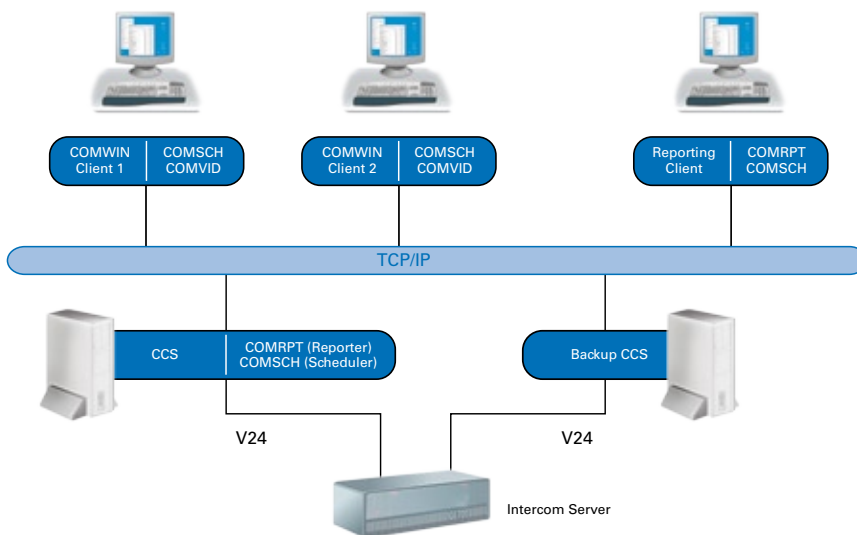 COMWIN
Client 1
COMSCH
COMVID
COMWIN
Client 2
COMSCH
COMVID
Reporting
Client
COMRPT
COMSCH
TCP/IP
CCS
COMRPT (Reporter)
COMSCH (Scheduler)
Backup CCS
V24
V24
Intercom Server